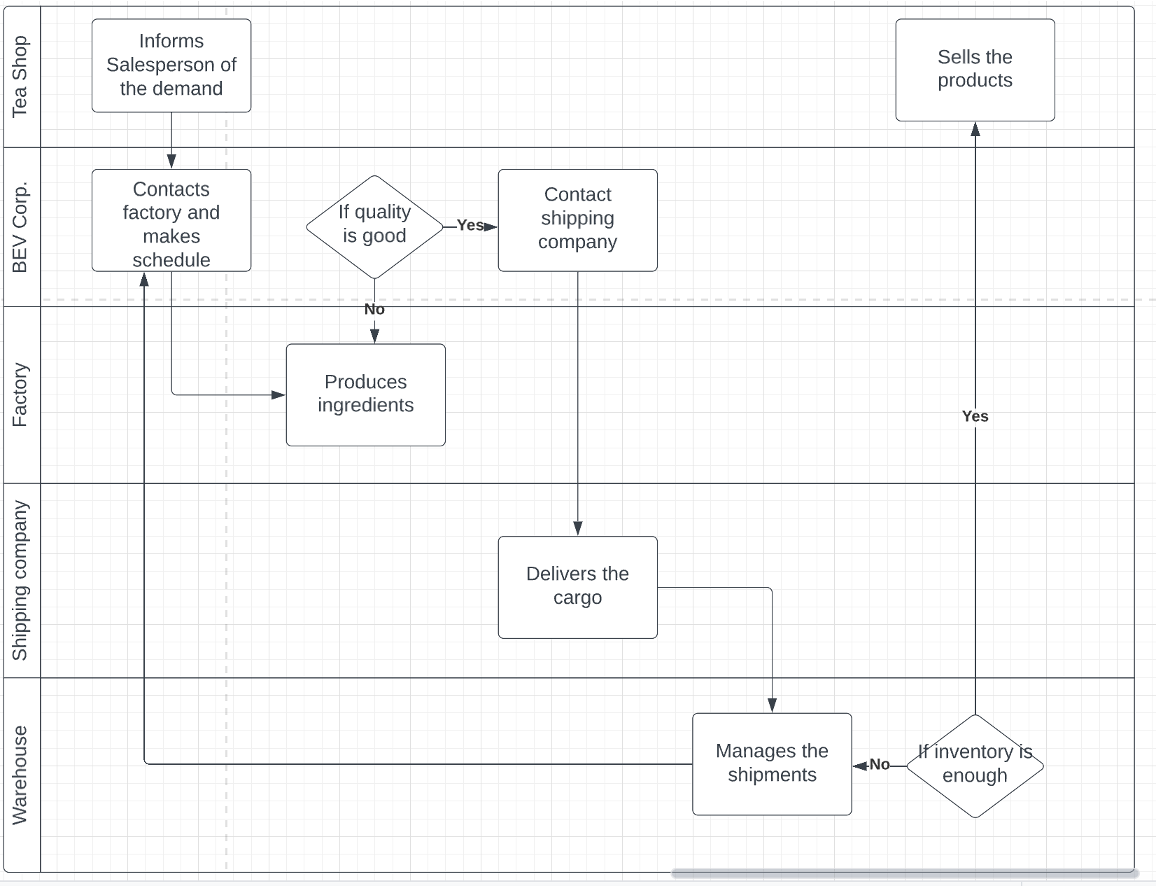 Tea Shop
Informs
Salesperson of
the demand
Sells the
products
BEV Corp.
Contacts
factory and
makes
schedule
If quality
is good
Yes
Contact
shipping
company
No
Factory
Produces
ingredients
Yes
Shipping company
Delivers the
cargo
Warehouse
Manages the
shipments
No
If inventory is
enough